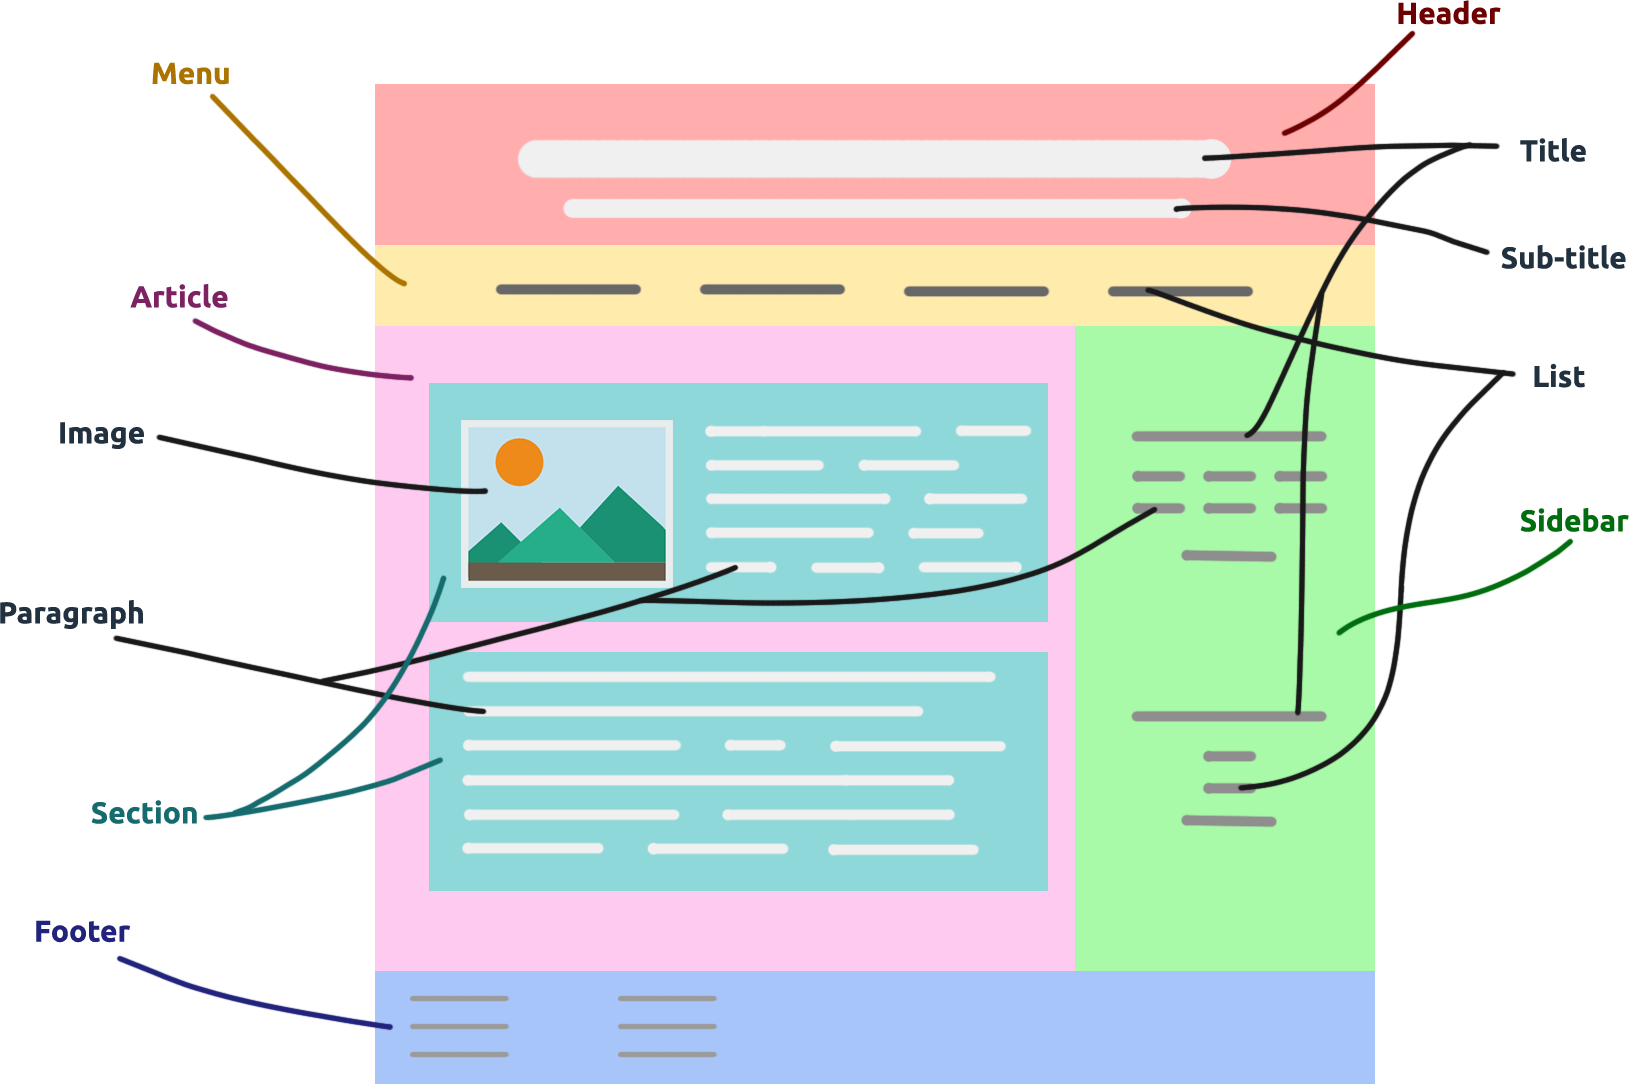 Header
Menu
Title
Sub-title
Article
List
Image
Sidebar
Paragraph
Section
Footer